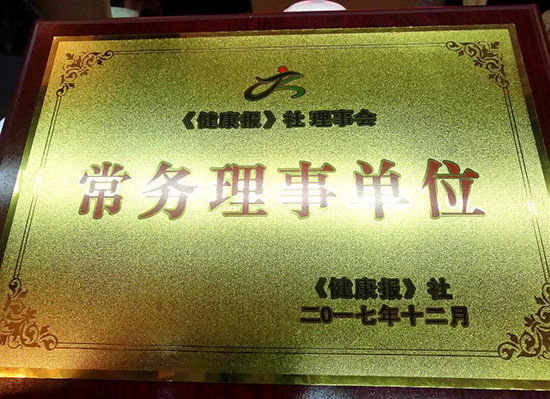 《健康报》社理事会
常务理事单位
《健康报》社
二0一七年十二月